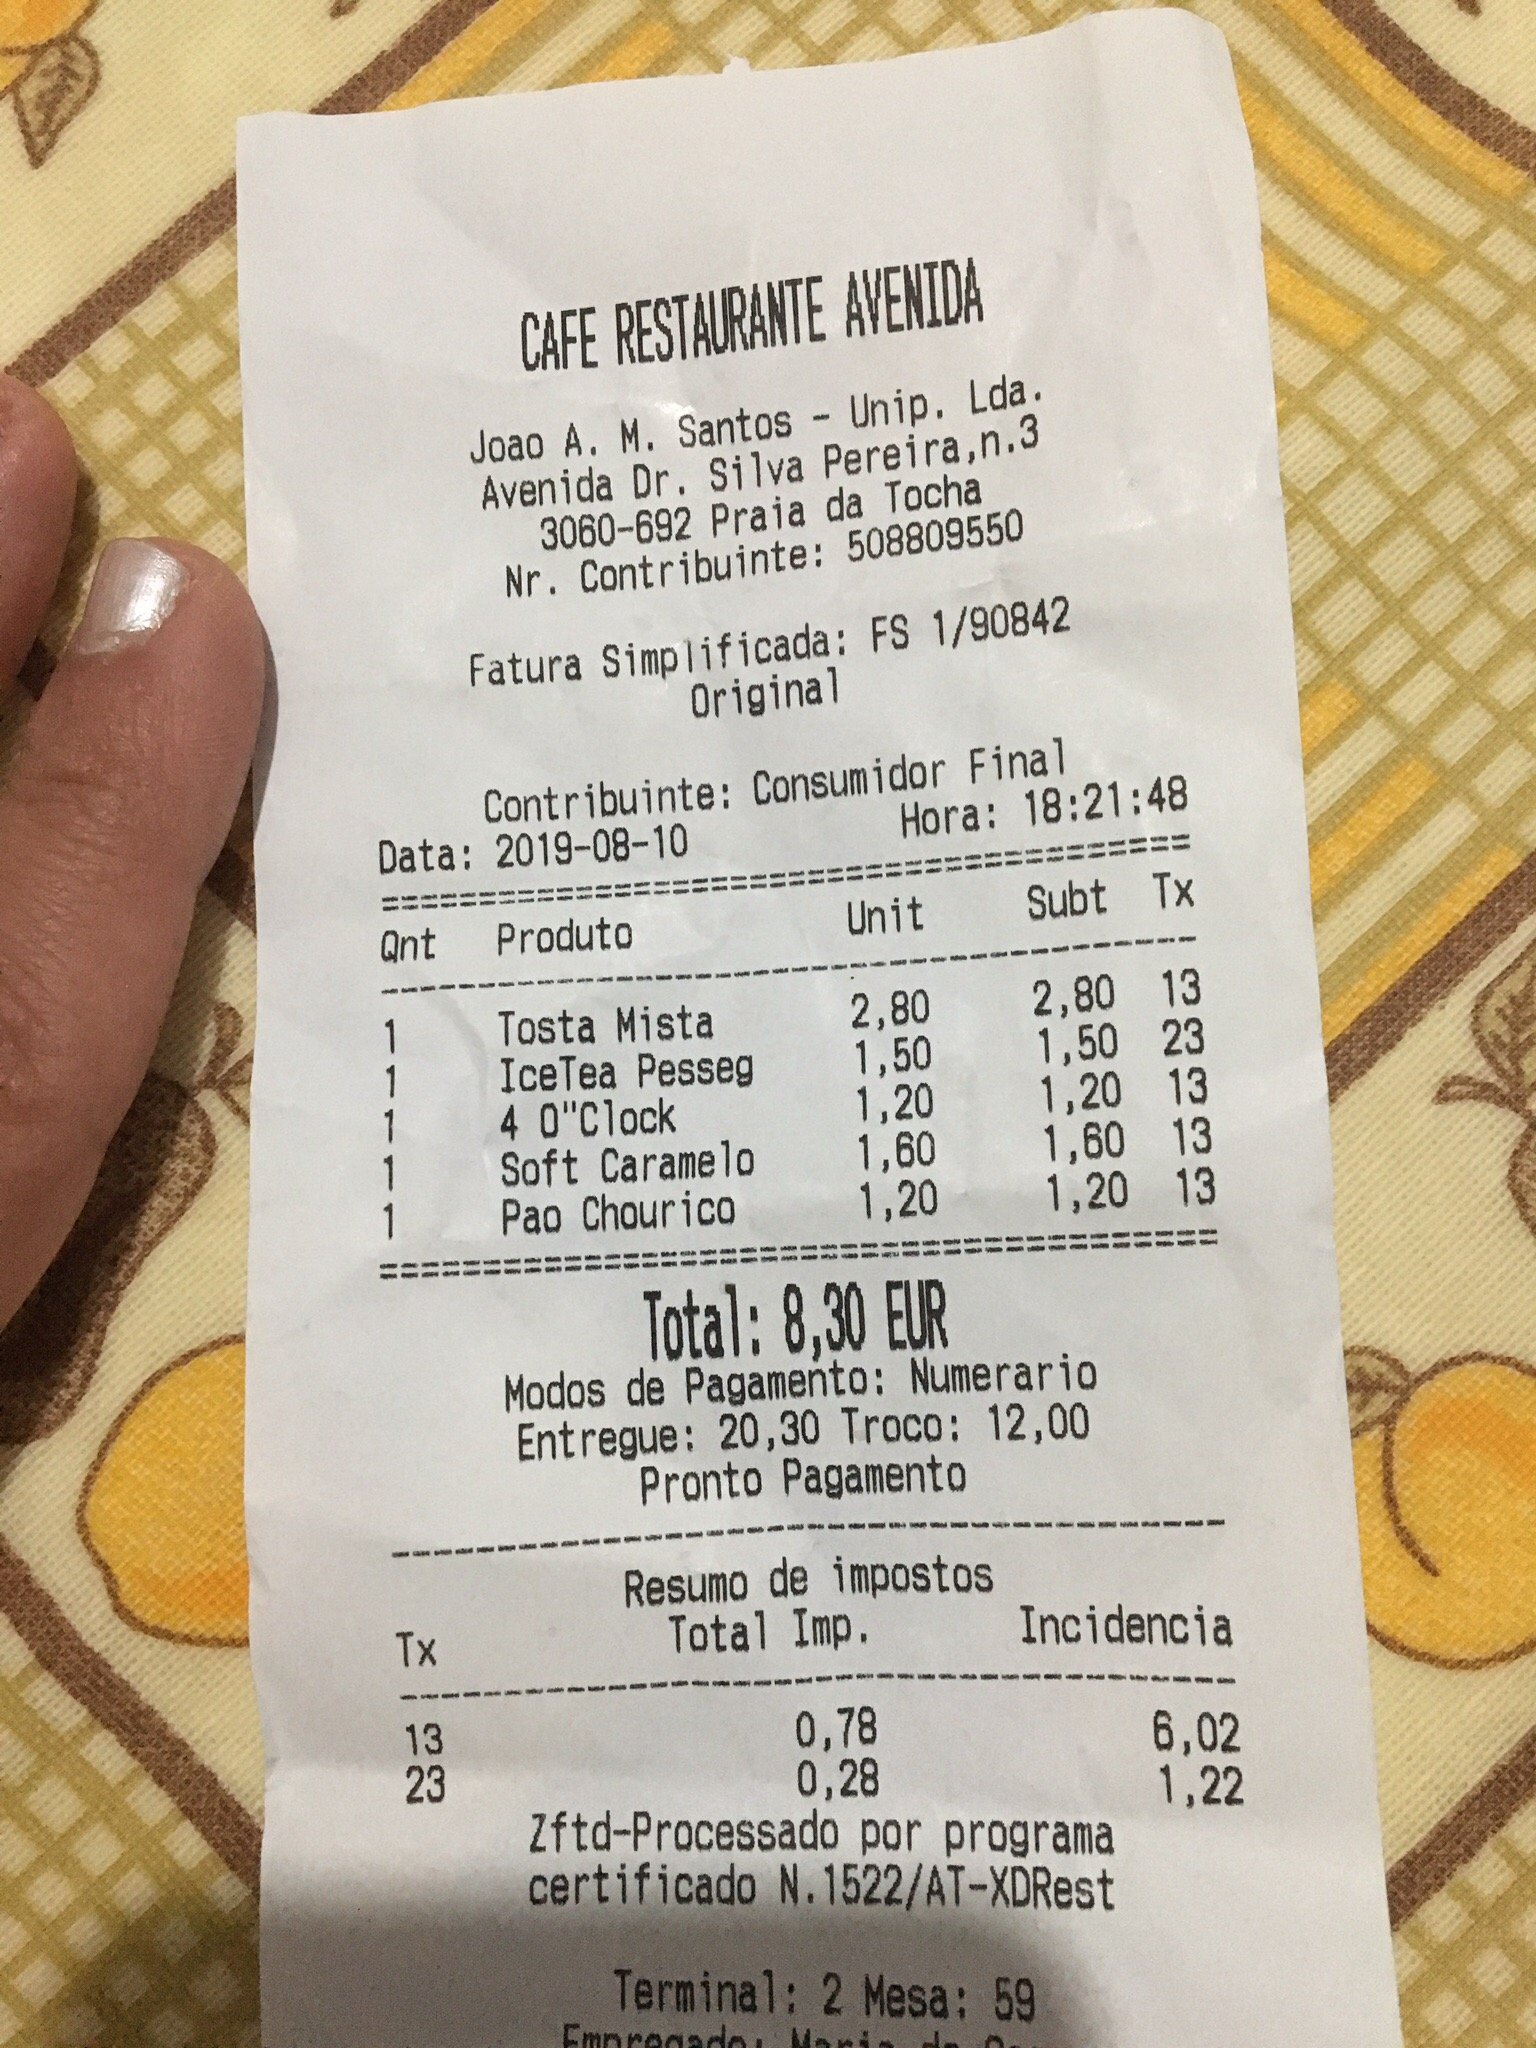 CAFE RESTAURANTE AVENIDA
Joao A. M. Santos - Unip. Lda.
Avenida Dr. Silva Pereira,n.3
3060-692 Praia da Tocha
Nr. Contribuinte: 508809550
Fatura Simplificada: FS 1/90842
Original
Contribuinte: Consumidor Final
Data: 2019-08-10 Hora: 18:21:48
Qnt Produto Unit Subt Tx
1 Tosta Mista 2,80 2,80 13
1 IceTea Pesseg 1,50 1,50 23
1 4 O"Clock 1,20 1,20 13
1 Soft Caramelo 1,60 1,60 13
1 Pao Chourico 1,20 1,20 13
Total: 8,30 EUR
Modos de Pagamento: Numerario
Entregue: 20,30 Troco: 12,00
Pronto Pagamento
Resumo de impostos
Tx Total Imp. Incidencia
13 0,78 6,02
23 0,28 1,22
Zftd-Processado por programa
certificado N.1522/AT-XDRest
Terminal: 2 Mesa: 59
Empregado: Maria da